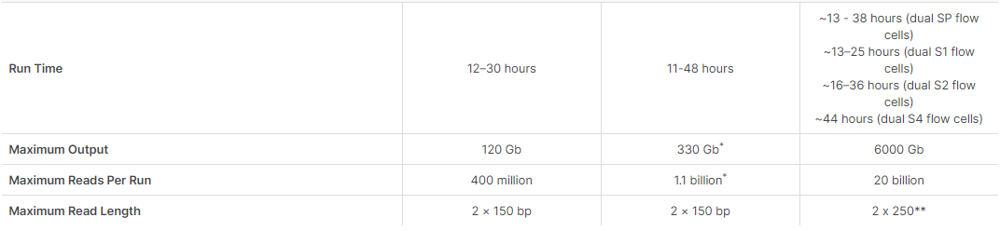 ~13 - 38 hours (dual SP flow
cells)
~13–25 hours (dual S1 flow
cells)
Run Time 12–30 hours 11-48 hours
~16–36 hours (dual S2 flow
cells)
~44 hours (dual S4 flow cells)
Maximum Output 120 Gb 330 Gb* 6000 Gb
Maximum Reads Per Run 400 million 1.1 billion* 20 billion
Maximum Read Length 2 × 150 bp 2 × 150 bp 2 x 250**